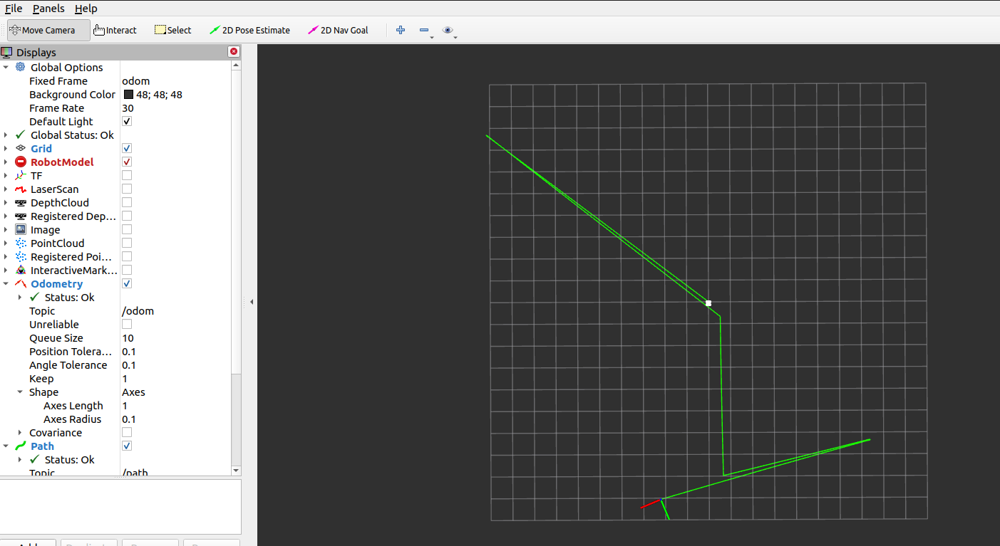 File Panels Help
Move Camera Interact Select 2D Pose Estimate 2D Nav Goal
Displays
Global Options
Fixed Frame odom
Background Color 48; 48; 48
Frame Rate 30
Default Light
Global Status: Ok
Grid
RobotModel
TF
LaserScan
DepthCloud
Registered Dep...
Image
PointCloud
Registered Poi...
InteractiveMark...
Odometry
Status: Ok
Topic /odom
Unreliable
Queue Size 10
Position Tolera... 0.1
Angle Tolerance 0.1
Keep 1
Shape Axes
Axes Length 1
Axes Radius 0.1
Covariance
Path
Status: Ok
Topic /path